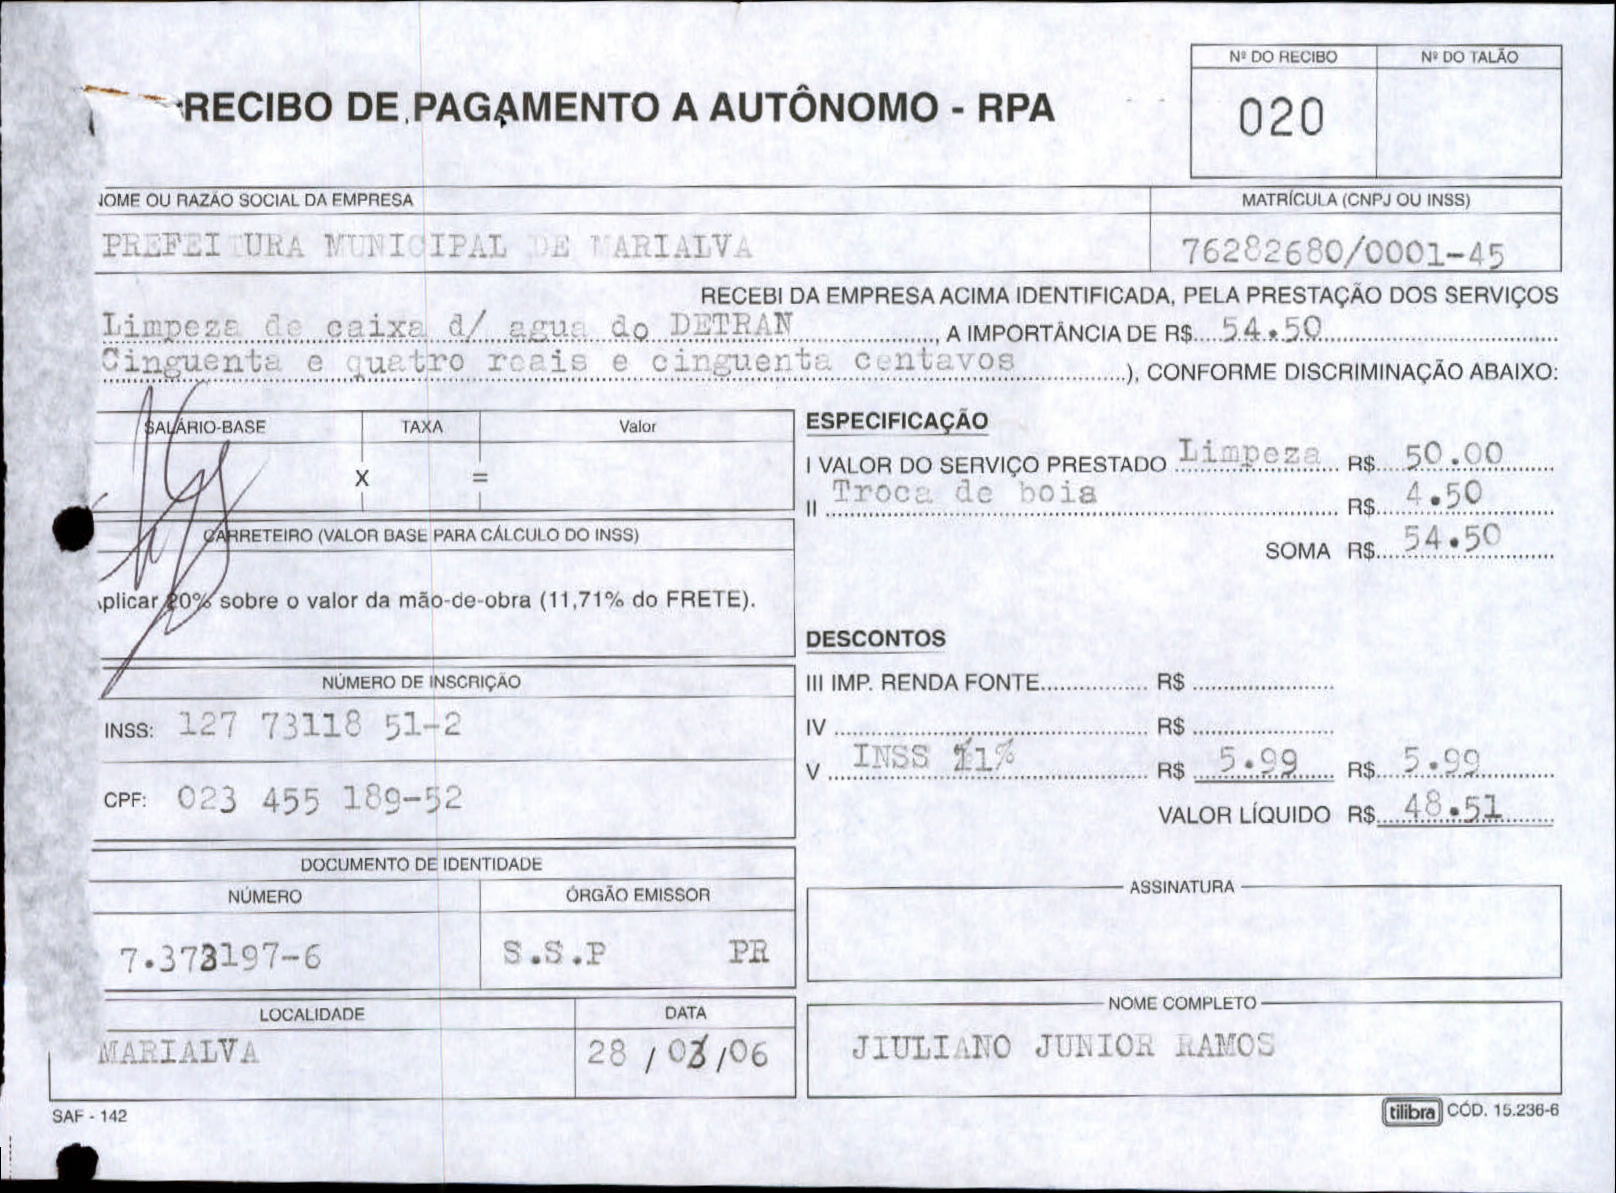 Nº DO RECIBO Nº DO TALÃO
020
RECIBO DE PAGAMENTO A AUTÔNOMO - RPA
NOME OU RAZÃO SOCIAL DA EMPRESA MATRÍCULA (CNPJ OU INSS)
PREFEITURA MUNICIPAL DE MARIALVA 76282680/0001-45
RECEBI DA EMPRESA ACIMA IDENTIFICADA, PELA PRESTAÇÃO DOS SERVIÇOS
Limpeza de caixa d/ agua do DETRAN, A IMPORTÂNCIA DE R$ 54.50
Cinguenta e quatro reais e cinguenta centavos), CONFORME DISCRIMINAÇÃO ABAIXO:
SALÁRIO-BASE TAXA Valor
X =
CARRETEIRO (VALOR BASE PARA CÁLCULO DO INSS)
Aplicar 20% sobre o valor da mão-de-obra (11,71% do FRETE).
NÚMERO DE INSCRIÇÃO
INSS: 127 73118 51-2
CPF: 023 455 189-52
DOCUMENTO DE IDENTIDADE
NÚMERO ÓRGÃO EMISSOR
7.373197-6 S.S.P PR
LOCALIDADE DATA
MARIALVA 28 / 03 /06
ESPECIFICAÇÃO
I VALOR DO SERVIÇO PRESTADO Limpeza R$ 50.00
II Troca de boia R$ 4.50
SOMA R$ 54.50
DESCONTOS
III IMP. RENDA FONTE R$
IV R$
V INSS 11% R$ 5.99 R$ 5.99
VALOR LÍQUIDO R$ 48.51
ASSINATURA
NOME COMPLETO
JIULIANO JUNIOR RAMOS
SAF - 142
tilibra CÓD. 15.236-6